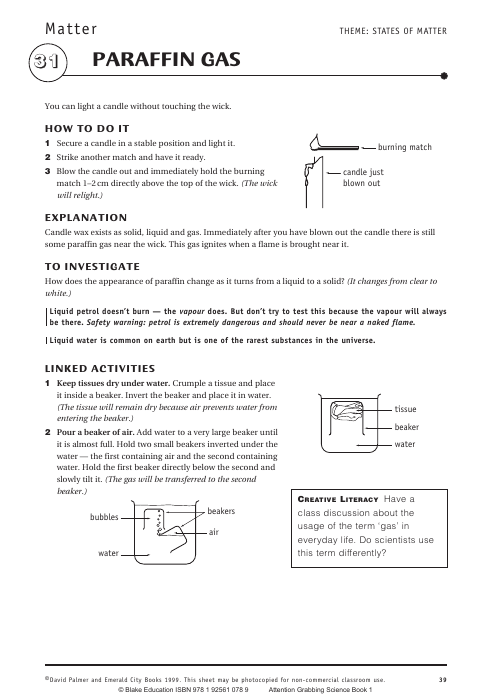 Matter
THEME: STATES OF MATTER
31
PARAFFIN GAS
You can light a candle without touching the wick.
HOW TO DO IT
1 Secure a candle in a stable position and light it.
2 Strike another match and have it ready.
3 Blow the candle out and immediately hold the burning
match 1–2 cm directly above the top of the wick. (The wick
will relight.)
burning match
candle just
blown out
EXPLANATION
Candle wax exists as solid, liquid and gas. Immediately after you have blown out the candle there is still
some paraffin gas near the wick. This gas ignites when a flame is brought near it.
TO INVESTIGATE
How does the appearance of paraffin change as it turns from a liquid to a solid? (It changes from clear to
white.)
Liquid petrol doesn't burn — the vapour does. But don't try to test this because the vapour will always
be there. Safety warning: petrol is extremely dangerous and should never be near a naked flame.
Liquid water is common on earth but is one of the rarest substances in the universe.
LINKED ACTIVITIES
1 Keep tissues dry under water. Crumple a tissue and place
it inside a beaker. Invert the beaker and place it in water.
(The tissue will remain dry because air prevents water from
entering the beaker.)
2 Pour a beaker of air. Add water to a very large beaker until
it is almost full. Hold two small beakers inverted under the
water — the first containing air and the second containing
water. Hold the first beaker directly below the second and
slowly tilt it. (The gas will be transferred to the second
beaker.)
tissue
beaker
water
bubbles
beakers
air
water
CREATIVE LITERACY Have a
class discussion about the
usage of the term 'gas' in
everyday life. Do scientists use
this term differently?
©David Palmer and Emerald City Books 1999. This sheet may be photocopied for non-commercial classroom use.
39
© Blake Education ISBN 978 1 92561 078 9 Attention Grabbing Science Book 1